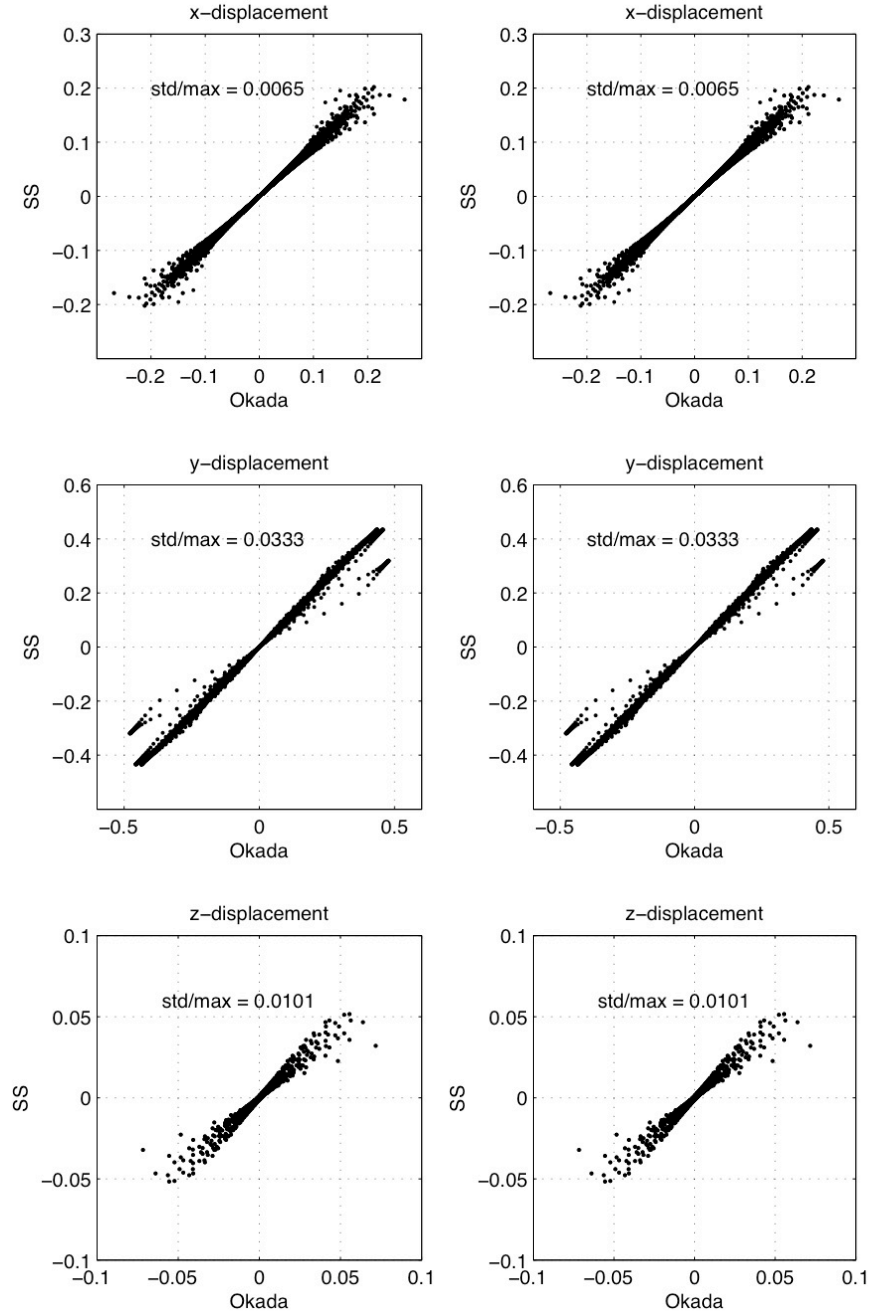 x-displacement x-displacement
0.3 0.3
std/max = 0.0065 std/max = 0.0065
0.2 0.2
0.1 0.1
SS 0 SS 0
−0.1 −0.1
−0.2 −0.2
−0.2 −0.1 0 0.1 0.2 −0.2 −0.1 0 0.1 0.2
Okada Okada
y-displacement y-displacement
0.6 0.6
std/max = 0.0333 std/max = 0.0333
0.4 0.4
0.2 0.2
SS 0 SS 0
−0.2 −0.2
−0.4 −0.4
−0.5 0 0.5 −0.5 0 0.5
Okada Okada
z-displacement z-displacement
0.1 0.1
std/max = 0.0101 std/max = 0.0101
0.05 0.05
SS 0 SS 0
−0.05 −0.05
−0.1 −0.1
−0.1 −0.05 0 0.05 0.1 −0.1 −0.05 0 0.05 0.1
Okada Okada